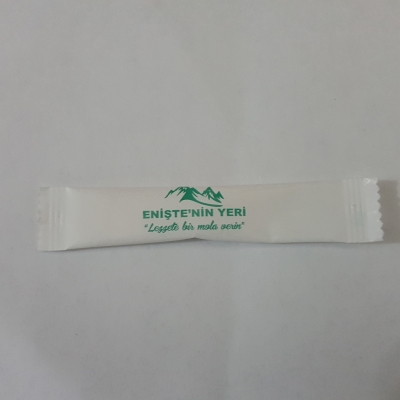 ENİŞTE'NİN YERİ
"Lezzete bir mola verin"